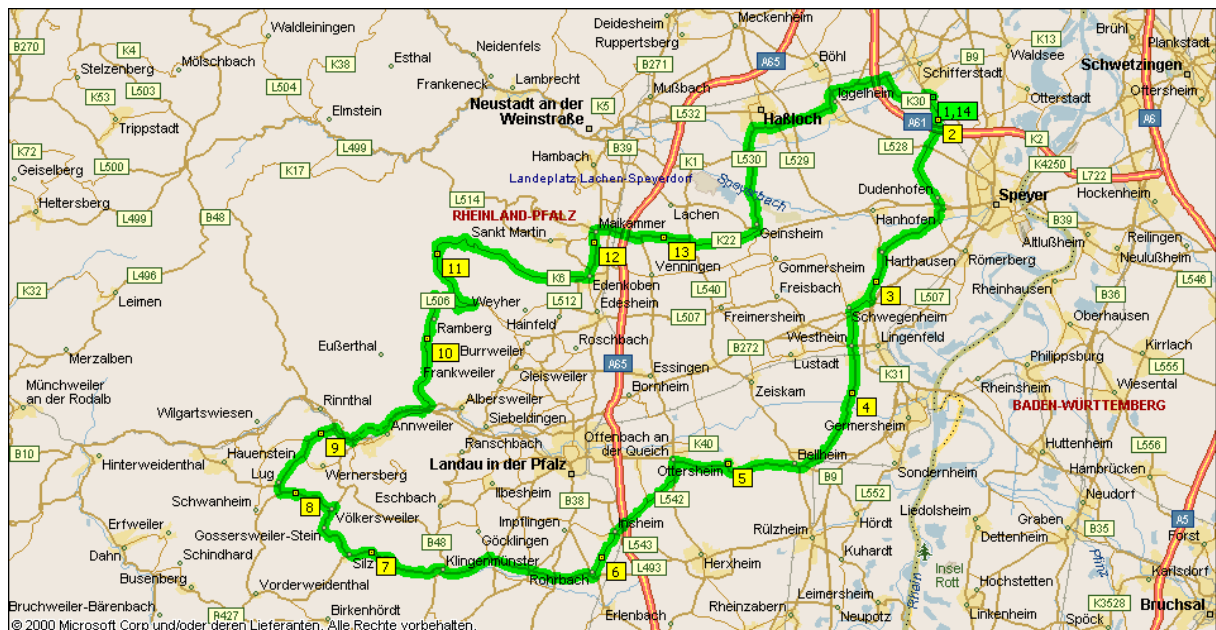 Waldleiningen
Deidesheim
Meckenheim
K13
Brühl
B270
K4
Mölschbach
Ruppertsberg
Böhl
B9
Waldsee
Plankstadt
Stelzenberg
L503
K38
Esthal
Neidenfels
B271
A65
Schifferstadt
Schwetzingen
K53
L504
Frankeneck
Lambrecht
Mußbach
Iggelheim
K30
Otterstadt
Oftersheim
Trippstadt
Elmstein
Neustadt an der
Weinstraße
K5
L532
Haßloch
A61
1,14
A6
K72
L499
B39
L530
L529
L528
2
K2
Geiselberg
L500
K17
Hambach
K1
K4250
L722
Landeplatz Lachen-Speyerdorf
Speyersbach
Dudenhofen
Speyer
Hockenheim
Heltersberg
L499
B48
L514
RHEINLAND-PFALZ
Maikammer
Lachen
Hanhofen
B39
Sankt Martin
13
K22
Geinsheim
Altlußheim
Reilingen
L496
11
12
Venningen
Gommersheim
Harthausen
Römerberg
Neulußheim
K32
Leimen
K6
Edenkoben
L540
Freisbach
3
L507
Rheinhausen
L546
L506
Weyher
L512
Edesheim
B36
Ramberg
Hainfeld
L507
Freimersheim
Schwegenheim
Oberhausen
Eußerthal
10
Burrweiler
Roschbach
B272
Westheim
Lingenfeld
Merzalben
Frankweiler
Gleisweiler
A65
Essingen
Lustadt
Philippsburg
Kirrlach
L555
Münchweiler
an der Rodalb
Bornheim
Zeiskam
K31
Rheinsheim
Wiesental
Rinnthal
Albersweiler
4
BADEN-WÜRTTEMBERG
Wilgartswiesen
Siebeldingen
Germersheim
B10
9
Annweiler
Ranschbach
Offenbach an
der Queich
K40
Huttenheim
L556
Hinterweidenthal
Hauenstein
Lug
Wernersberg
Landau in der Pfalz
Ottersheim
5
Bellheim
Sondernheim
Hambrücken
B9
Schwanheim
8
Eschbach
Ilbesheim
B38
L542
L552
Neudorf
Völkersweiler
Impflingen
Insheim
Hördt
Liedolsheim
Graben
B35
A5
Erfweiler
Gossersweiler-Stein
Göcklingen
Rülzheim
Dettenheim
Forst
Dahn
Schindhard
B48
L543
Kuhardt
Silz
7
Klingenmünster
6
L493
Herxheim
Insel
Rott
Karlsdorf
Busenberg
Vorderweidenthal
Rohrbach
Leimersheim
Rhein
Hochstetten
Bruchweiler-Bärenbach
B427
Birkenhördt
Erlenbach
Rheinzabern
Neupotz
Linkenheim
K3528
Spöck
Bruchsal
© 2000 Microsoft Corp und/oder deren Lieferanten. Alle Rechte vorbehalten.